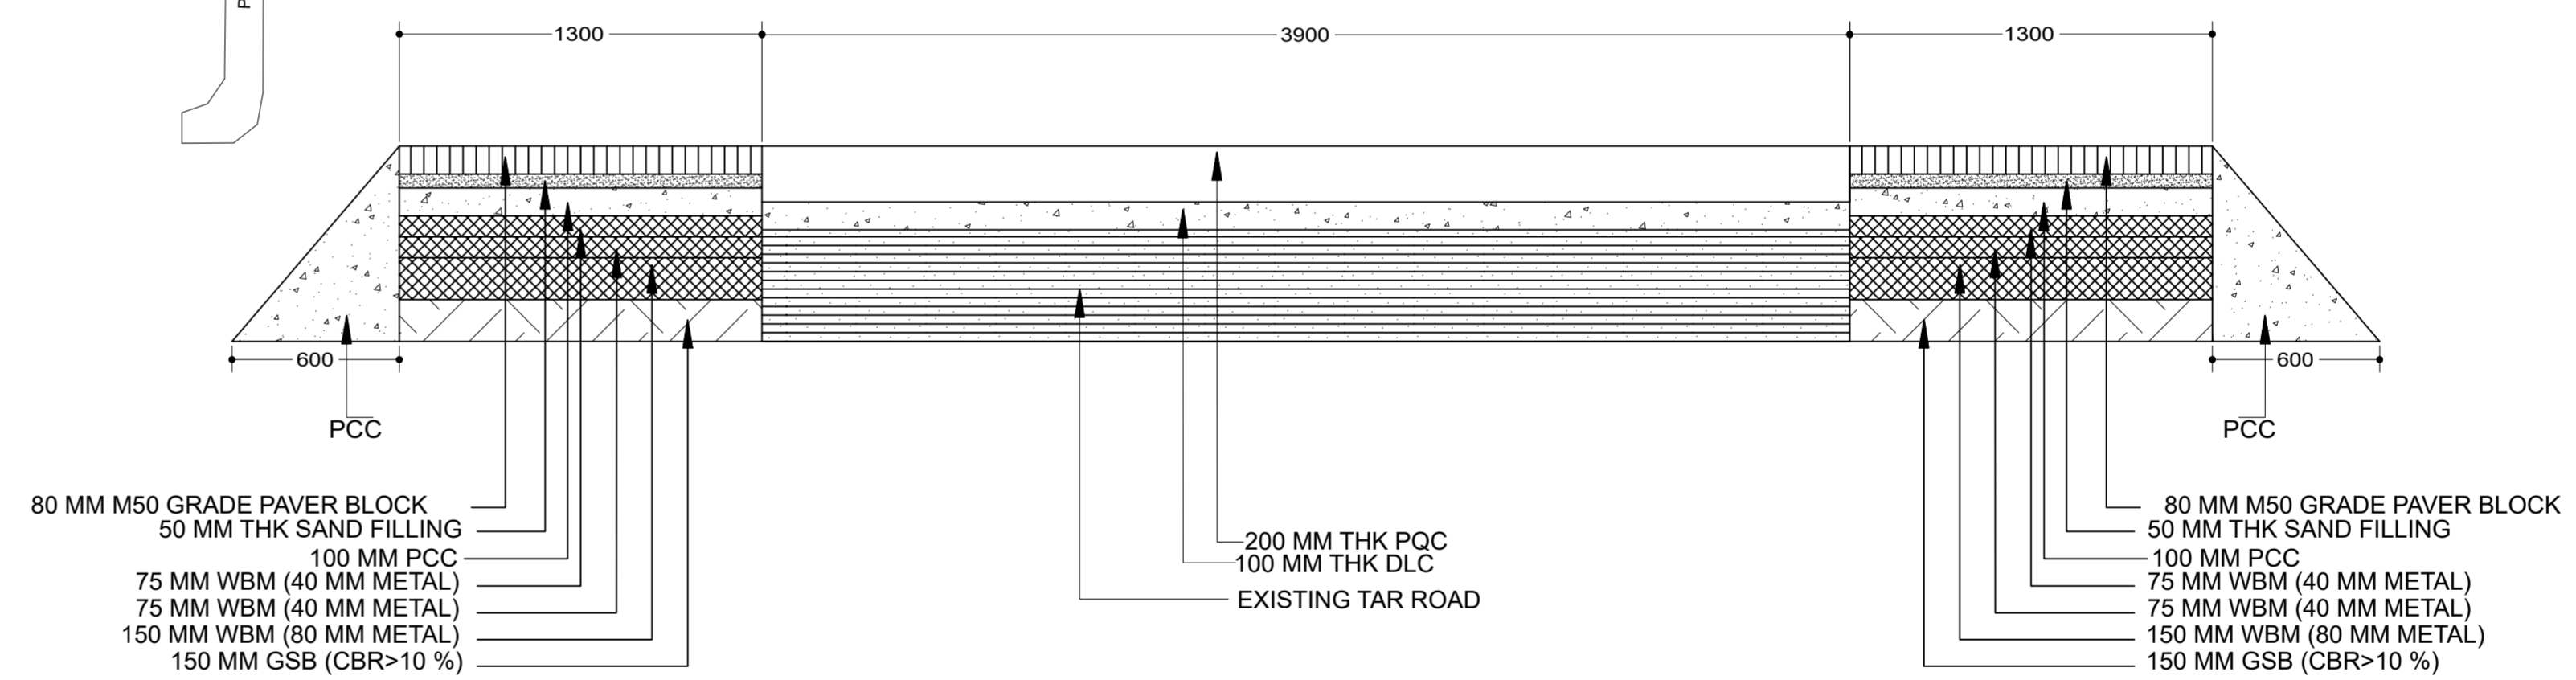 P
1300
3900
1300
600
600
PCC
PCC
80 MM M50 GRADE PAVER BLOCK
50 MM THK SAND FILLING
100 MM PCC
75 MM WBM (40 MM METAL)
75 MM WBM (40 MM METAL)
150 MM WBM (80 MM METAL)
150 MM GSB (CBR>10 %)
200 MM THK PQC
100 MM THK DLC
EXISTING TAR ROAD
80 MM M50 GRADE PAVER BLOCK
50 MM THK SAND FILLING
100 MM PCC
75 MM WBM (40 MM METAL)
75 MM WBM (40 MM METAL)
150 MM WBM (80 MM METAL)
150 MM GSB (CBR>10 %)